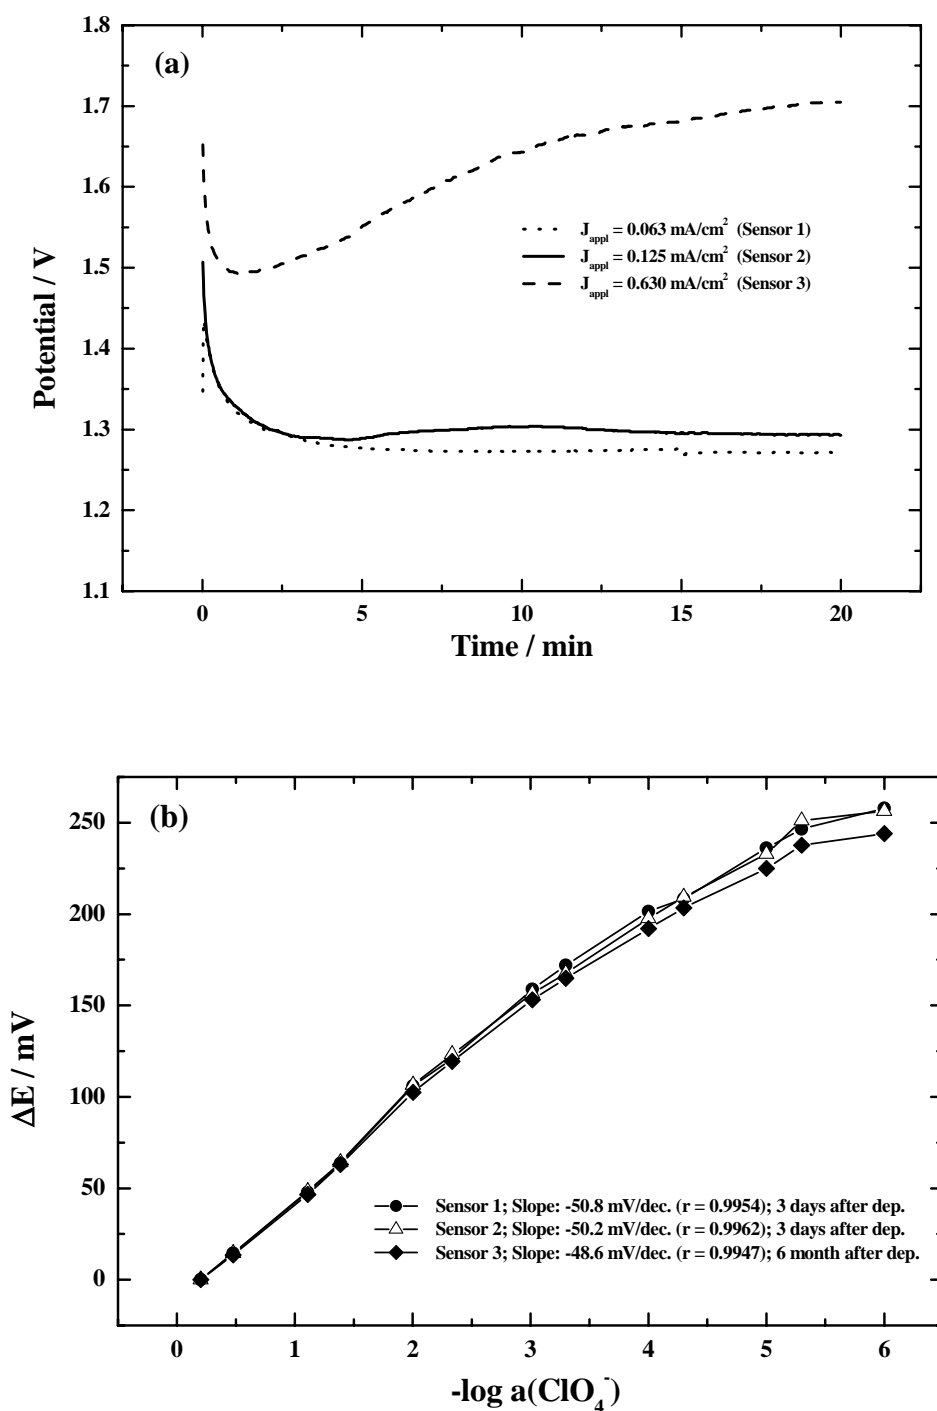 (a)
1.8
1.7
1.6
1.5
1.4
1.3
1.2
1.1
Potential / V
J_appl = 0.063 mA/cm² (Sensor 1)
J_appl = 0.125 mA/cm² (Sensor 2)
J_appl = 0.630 mA/cm² (Sensor 3)
0 5 10 15 20
Time / min
(b)
250
200
150
100
50
0
ΔE / mV
Sensor 1; Slope: -50.8 mV/dec. (r = 0.9954); 3 days after dep.
Sensor 2; Slope: -50.2 mV/dec. (r = 0.9962); 3 days after dep.
Sensor 3; Slope: -48.6 mV/dec. (r = 0.9947); 6 month after dep.
0 1 2 3 4 5 6
-log a(ClO₄⁻)